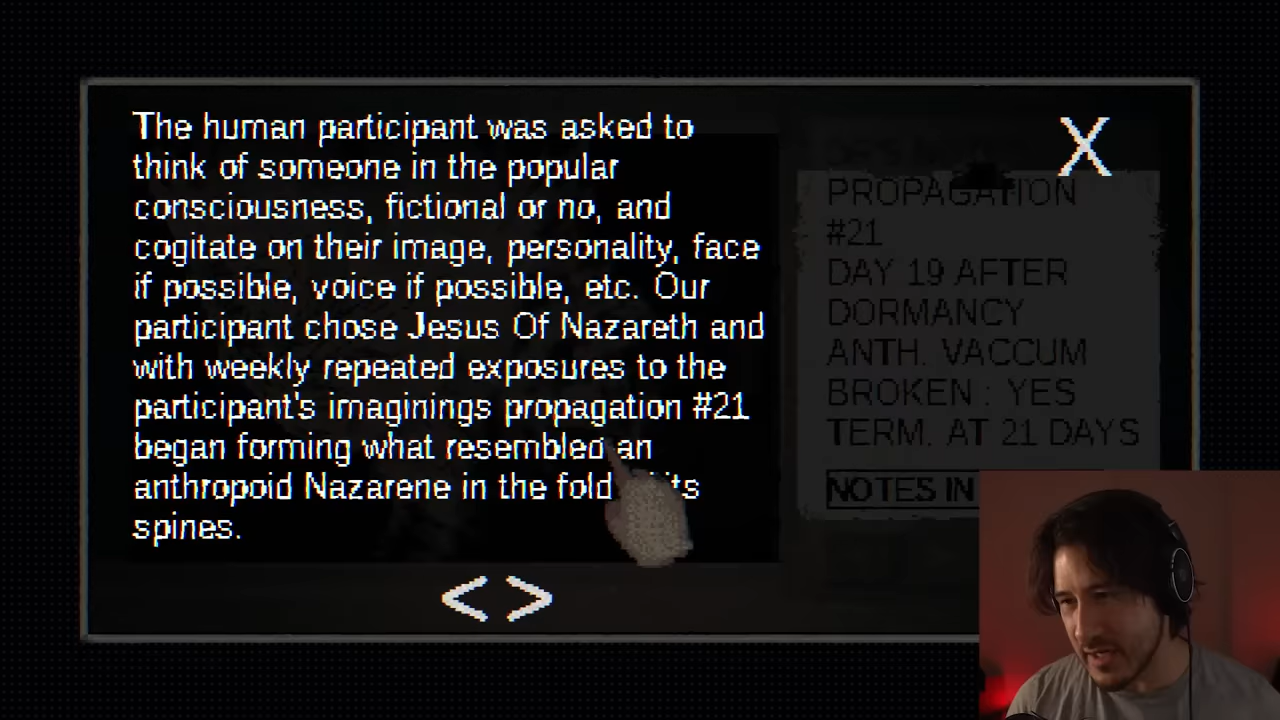 The human participant was asked to
think of someone in the popular
consciousness, fictional or no, and
cogitate on their image, personality, face
if possible, voice if possible, etc. Our
participant chose Jesus Of Nazareth and
with weekly repeated exposures to the
participant's imaginings propagation #21
began forming what resembled an
anthropoid Nazarene in the fold
spines.
X
< >
PROPAGATION
#21
DAY 19 AFTER
DORMANCY
ANTH. VACCUM
BROKEN : YES
TERM. AT 21 DAYS
NOTES IN